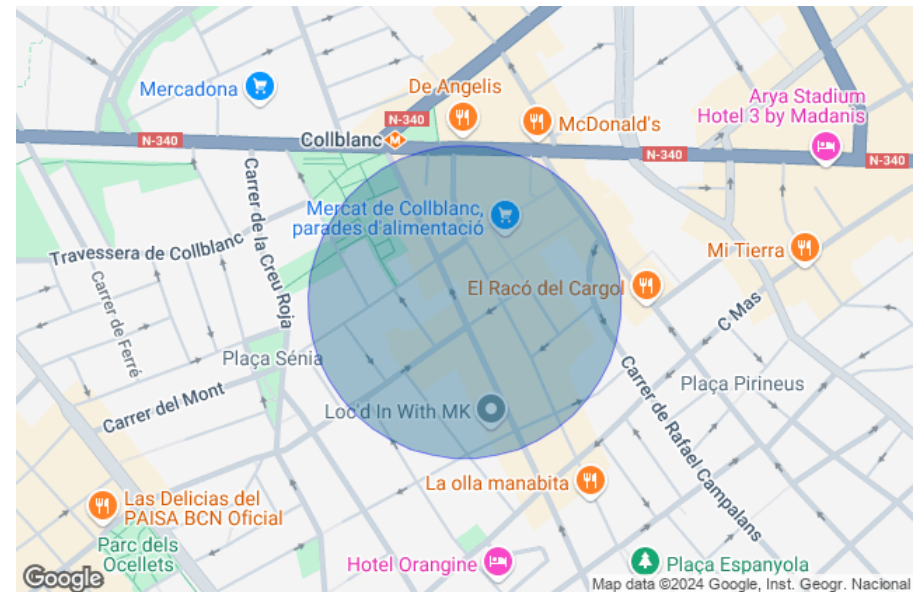 De Angelis
Mercadona
Arya Stadium
Hotel 3 by Madanis
N-340
McDonald's
N-340
Collblanc
M
N-340
N-340
Carrer de la Creu Roja
Mercat de Collblanc,
parades d'alimentació
Travessera de Collblanc
Mi Tierra
El Racó del Cargol
Carrer de Ferré
C Mas
Plaça Sénia
Plaça Pirineus
Carrer del Mont
Loc'd In With MK
Carrer de Rafael Campalans
La olla manabita
Las Delicias del
PAISA BCN Oficial
Parc dels
Ocellets
Hotel Orangine
Plaça Espanyola
Google
Map data ©2024 Google, Inst. Geogr. Nacional